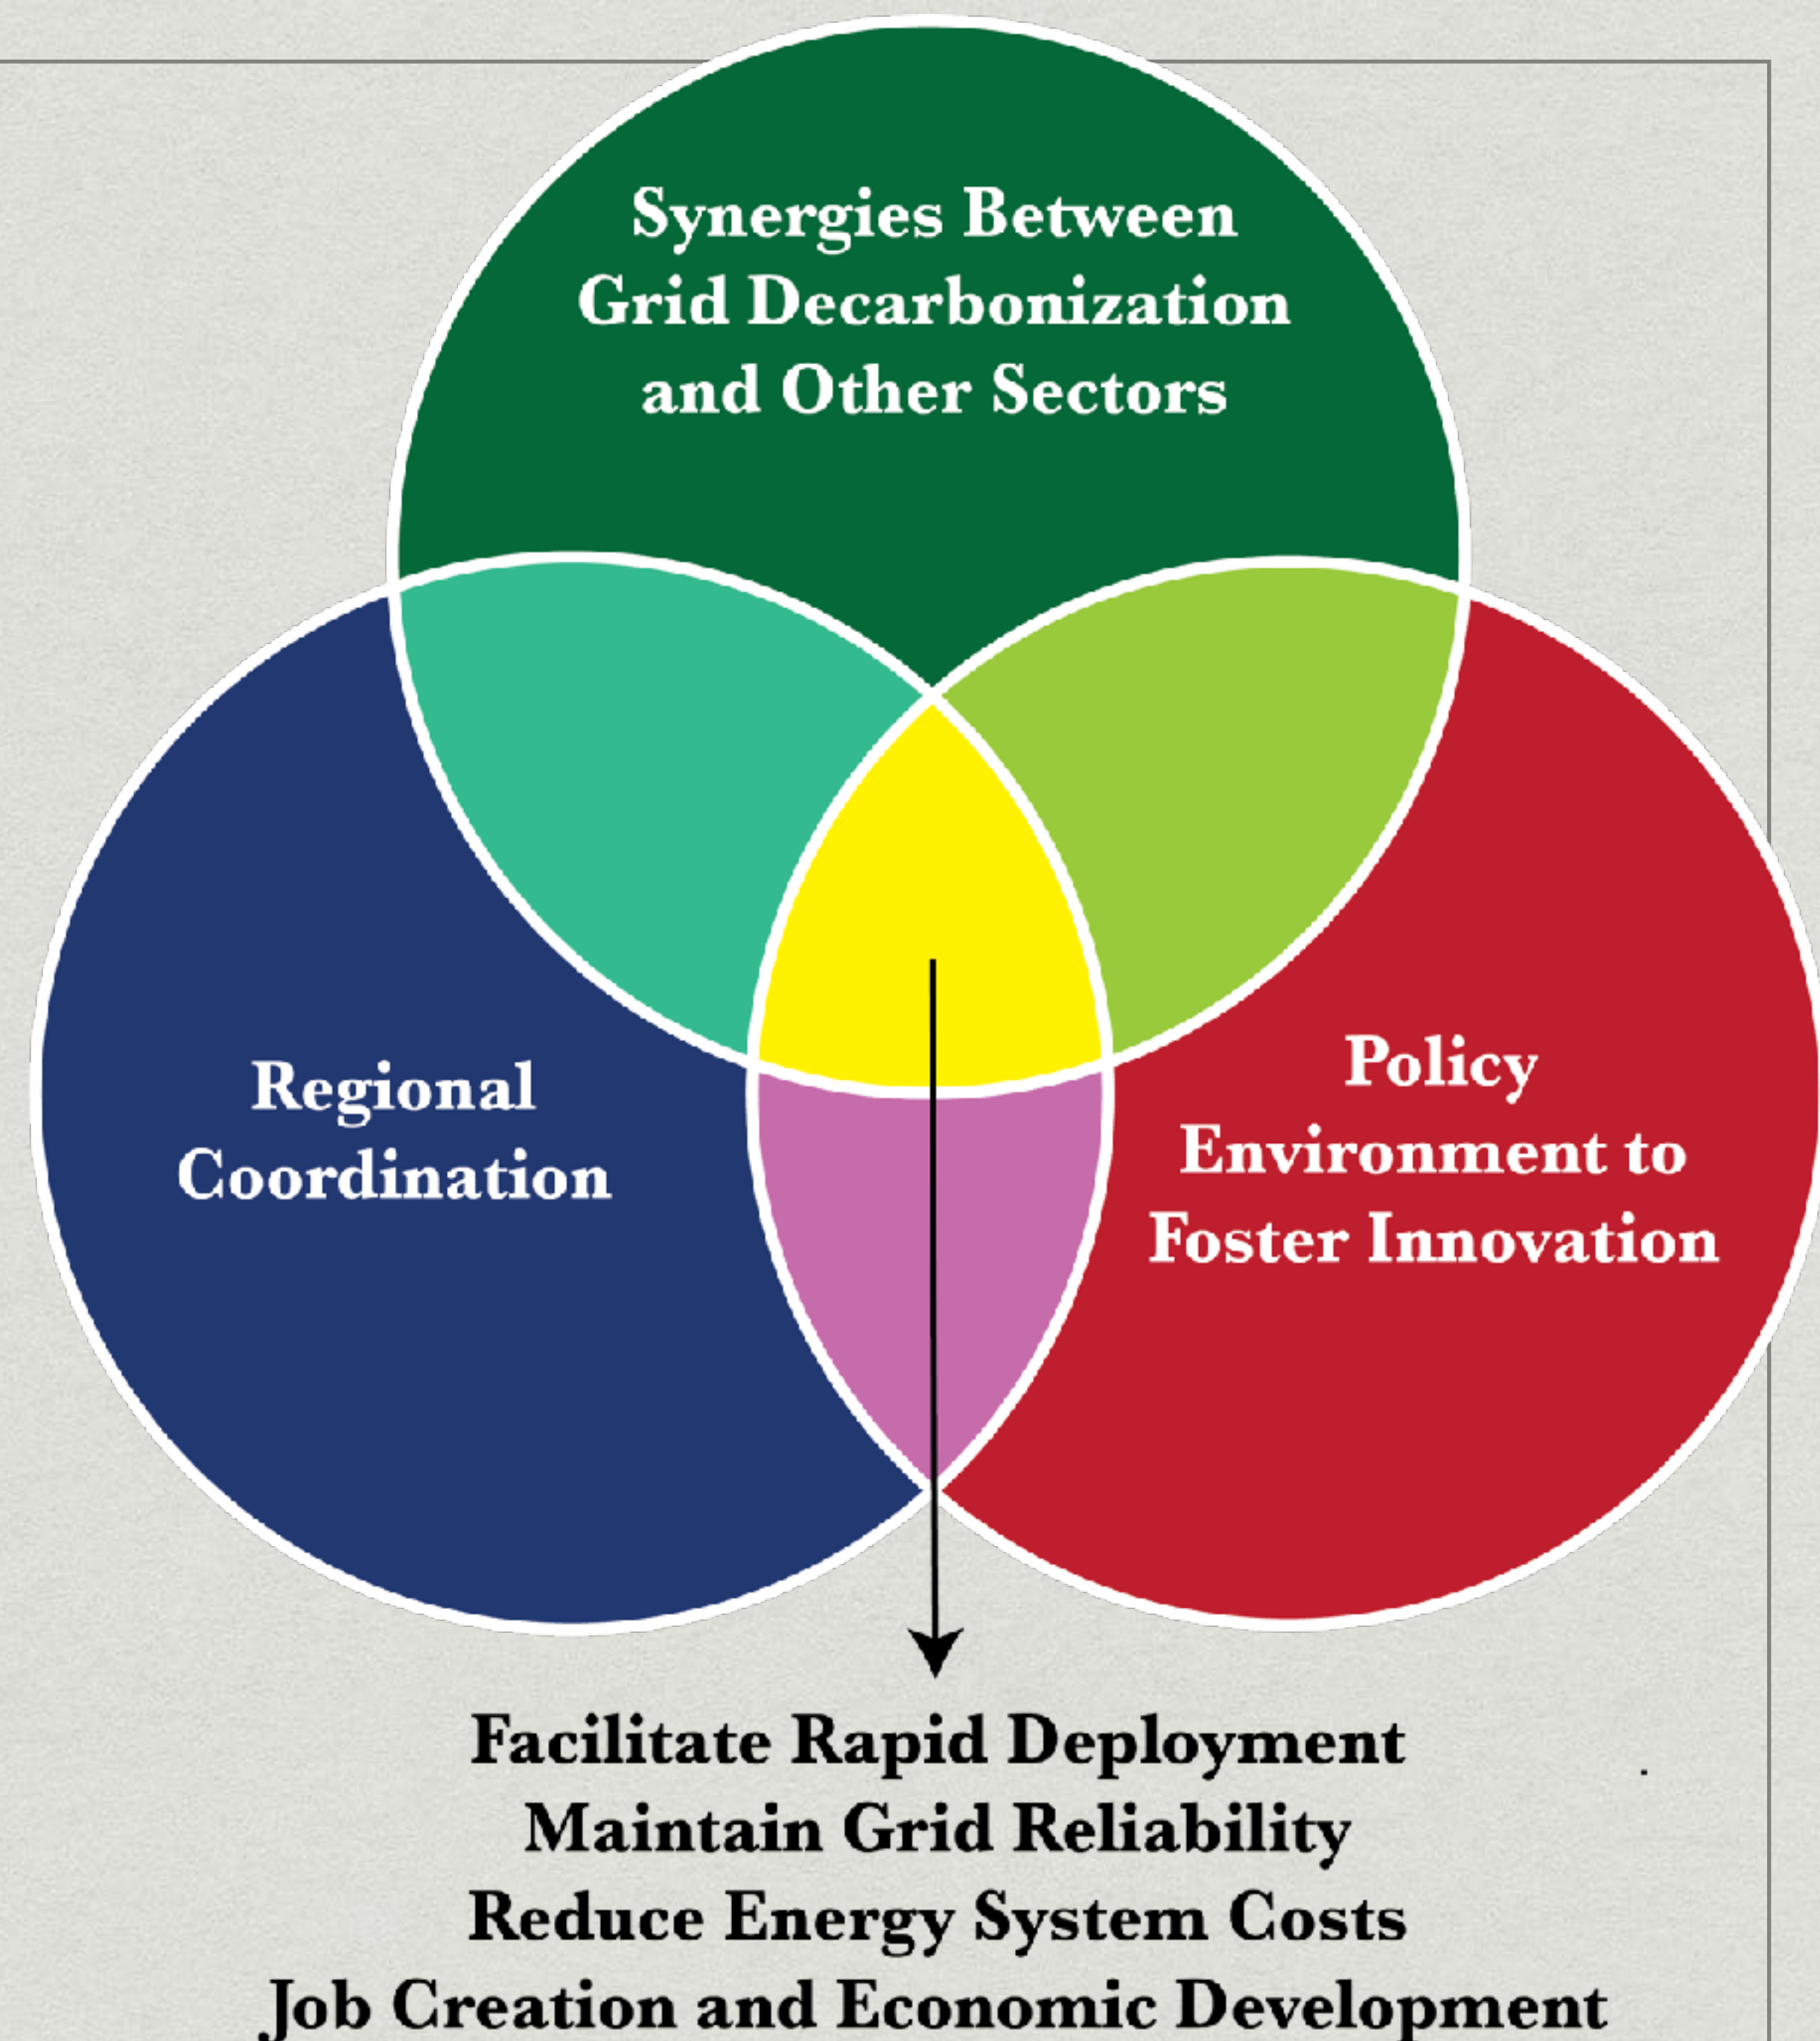 Synergies Between
Grid Decarbonization
and Other Sectors
Regional
Coordination
Policy
Environment to
Foster Innovation
Facilitate Rapid Deployment
Maintain Grid Reliability
Reduce Energy System Costs
Job Creation and Economic Development